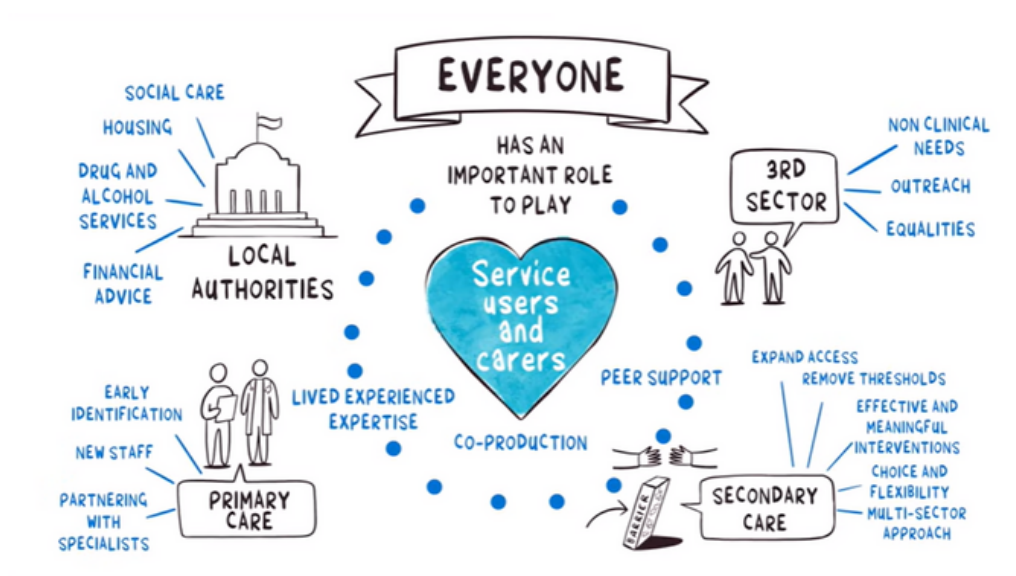 EVERYONE
HAS AN
IMPORTANT ROLE
TO PLAY
SOCIAL CARE
HOUSING
DRUG AND
ALCOHOL
SERVICES
FINANCIAL
ADVICE
LOCAL
AUTHORITIES
3RD
SECTOR
NON CLINICAL
NEEDS
OUTREACH
EQUALITIES
Service
users
and
carers
LIVED EXPERIENCED
EXPERTISE
CO-PRODUCTION
PEER SUPPORT
EARLY
IDENTIFICATION
NEW STAFF
PARTNERING
WITH
SPECIALISTS
PRIMARY
CARE
BARRIER
SECONDARY
CARE
EXPAND ACCESS
REMOVE THRESHOLDS
EFFECTIVE AND
MEANINGFUL
INTERVENTIONS
CHOICE AND
FLEXIBILITY
MULTI-SECTOR
APPROACH